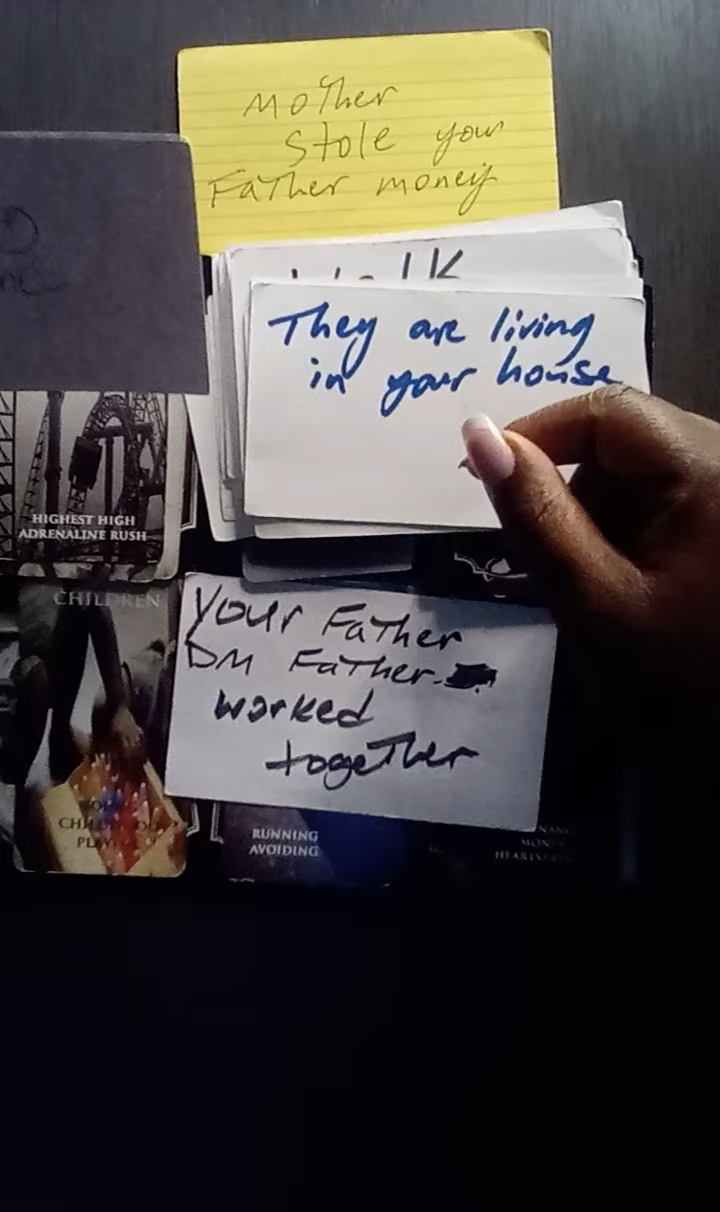 Mother
Stole your
Father money
They are living
in your house
HIGHEST HIGH
ADRENALINE RUSH
CHILDREN
Your Father
DM Father
worked
together
RUNNING
AVOIDING